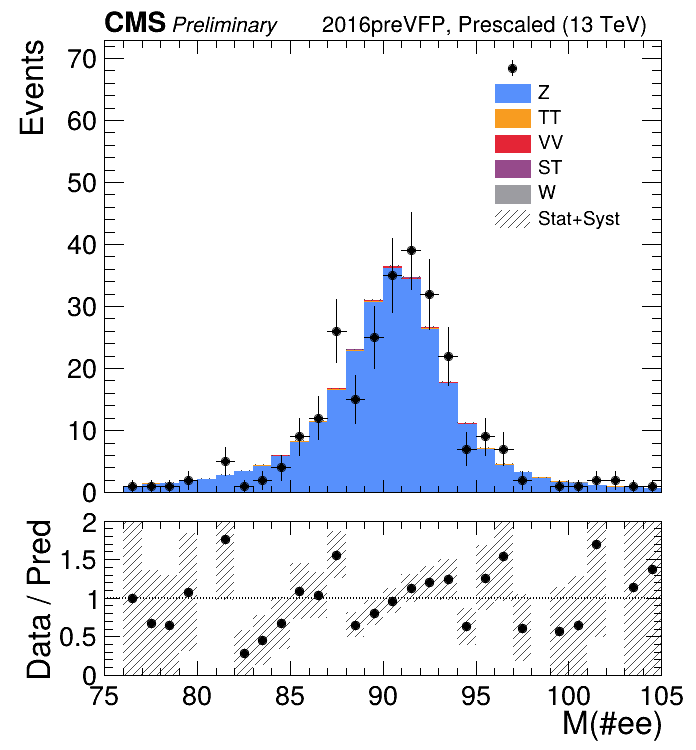 CMS Preliminary 2016preVFP, Prescaled (13 TeV)
Events
70
60
50
40
30
20
10
0
Z
TT
VV
ST
W
Stat+Syst
Data / Pred
2
1.5
1
0.5
0
75 80 85 90 95 100 105
M(#ee)